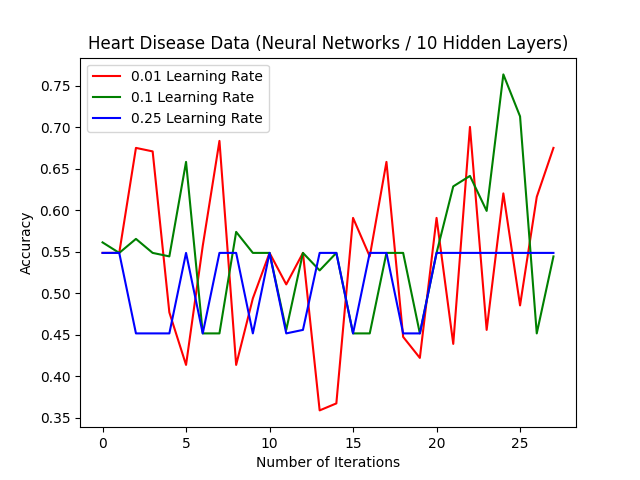 Heart Disease Data (Neural Networks / 10 Hidden Layers)
0.01 Learning Rate
0.1 Learning Rate
0.25 Learning Rate
Accuracy
0.75
0.70
0.65
0.60
0.55
0.50
0.45
0.40
0.35
0 5 10 15 20 25
Number of Iterations